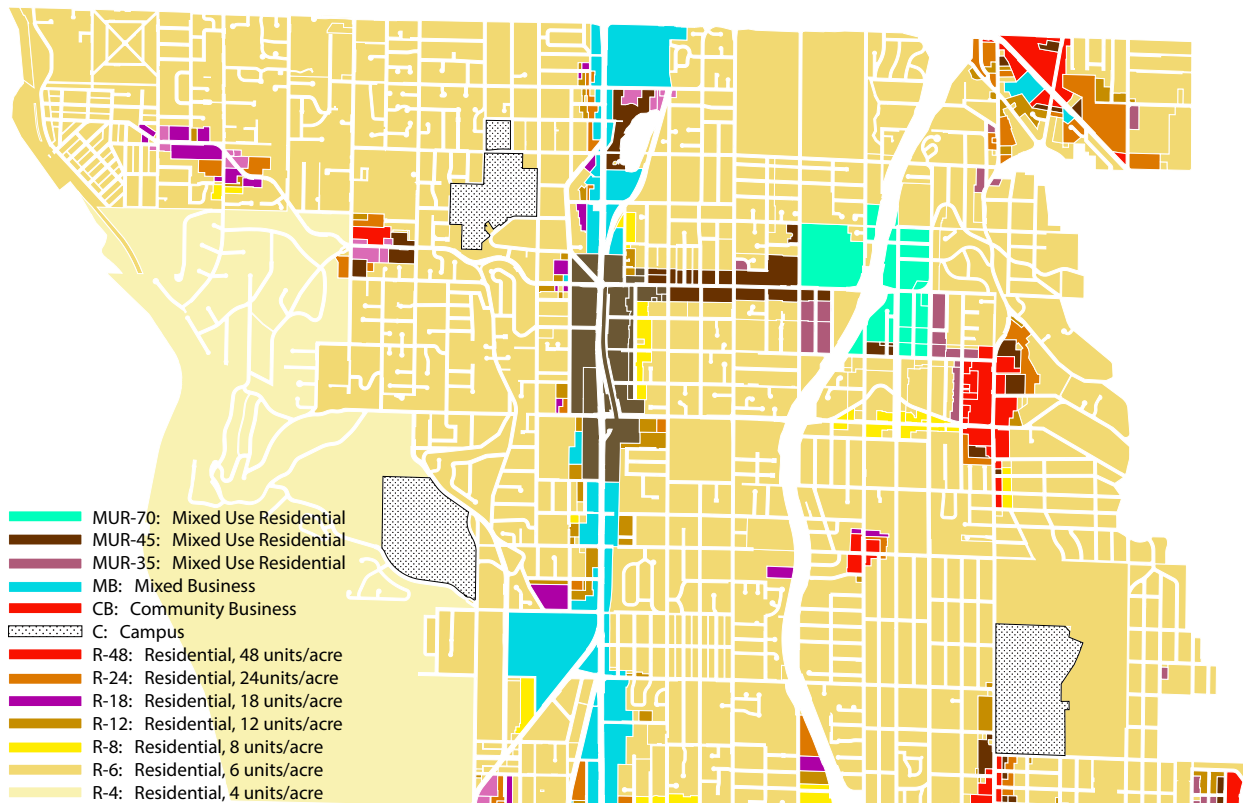 MUR-70: Mixed Use Residential
MUR-45: Mixed Use Residential
MUR-35: Mixed Use Residential
MB: Mixed Business
CB: Community Business
C: Campus
R-48: Residential, 48 units/acre
R-24: Residential, 24units/acre
R-18: Residential, 18 units/acre
R-12: Residential, 12 units/acre
R-8: Residential, 8 units/acre
R-6: Residential, 6 units/acre
R-4: Residential, 4 units/acre